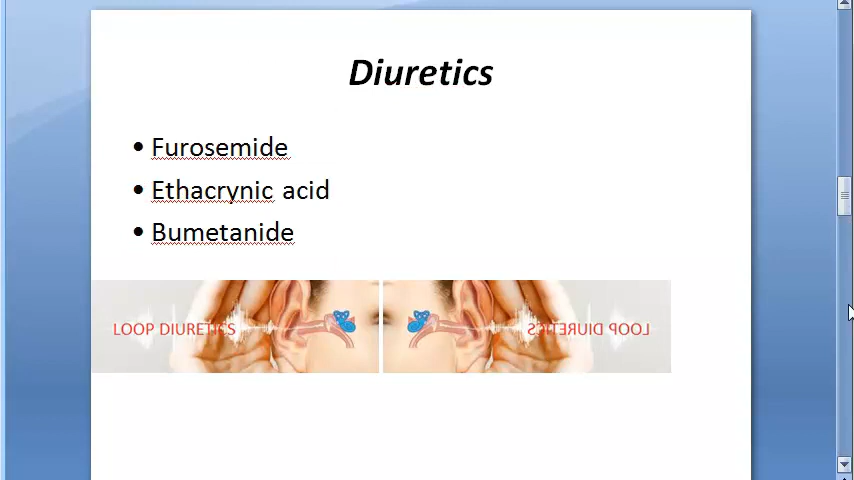 Diuretics
• Furosemide
• Ethacrynic acid
• Bumetanide
LOOP DIURETICS LOOP DIURETICS